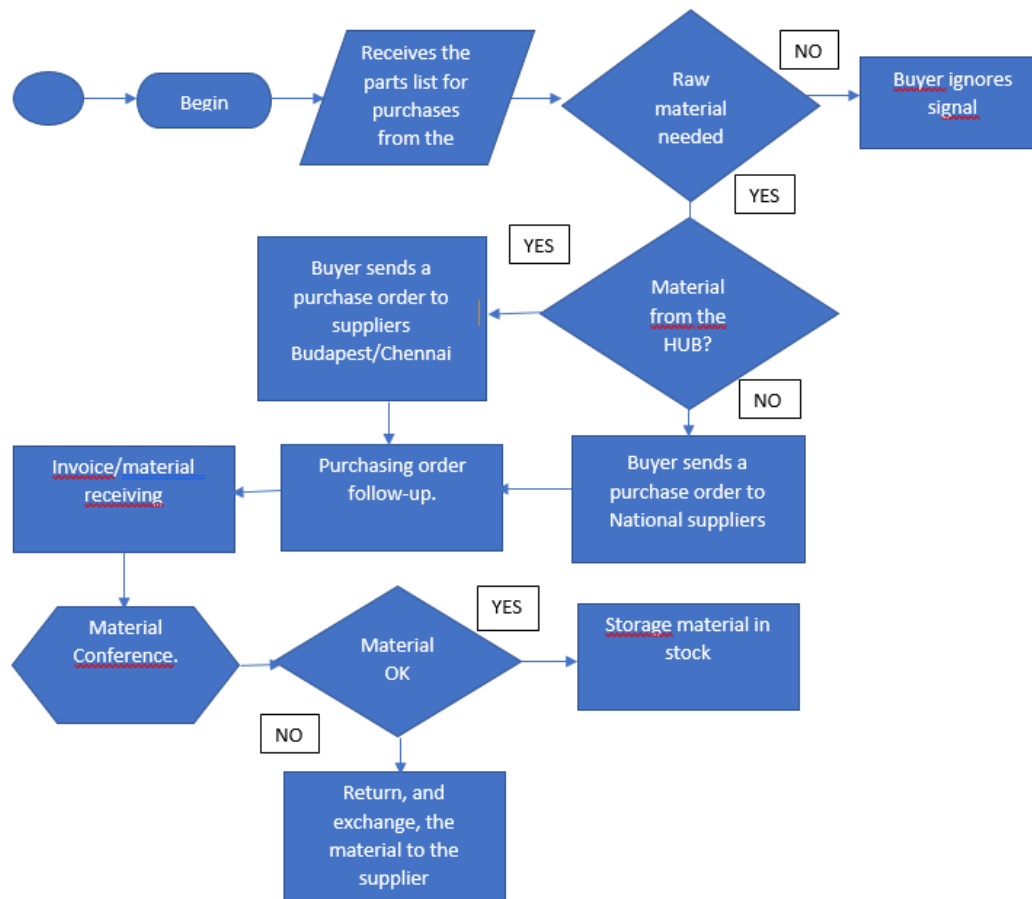 Begin
Receives the
parts list for
purchases
from the
Raw
material
needed
NO
Buyer ignores
signal
YES
Material
from the
HUB?
YES
Buyer sends a
purchase order to
suppliers
Budapest/Chennai
NO
Buyer sends a
purchase order to
National suppliers
Purchasing order
follow-up.
Invoice/material
receiving
Material
Conference.
Material
OK
YES
Storage material in
stock
NO
Return, and
exchange, the
material to the
supplier